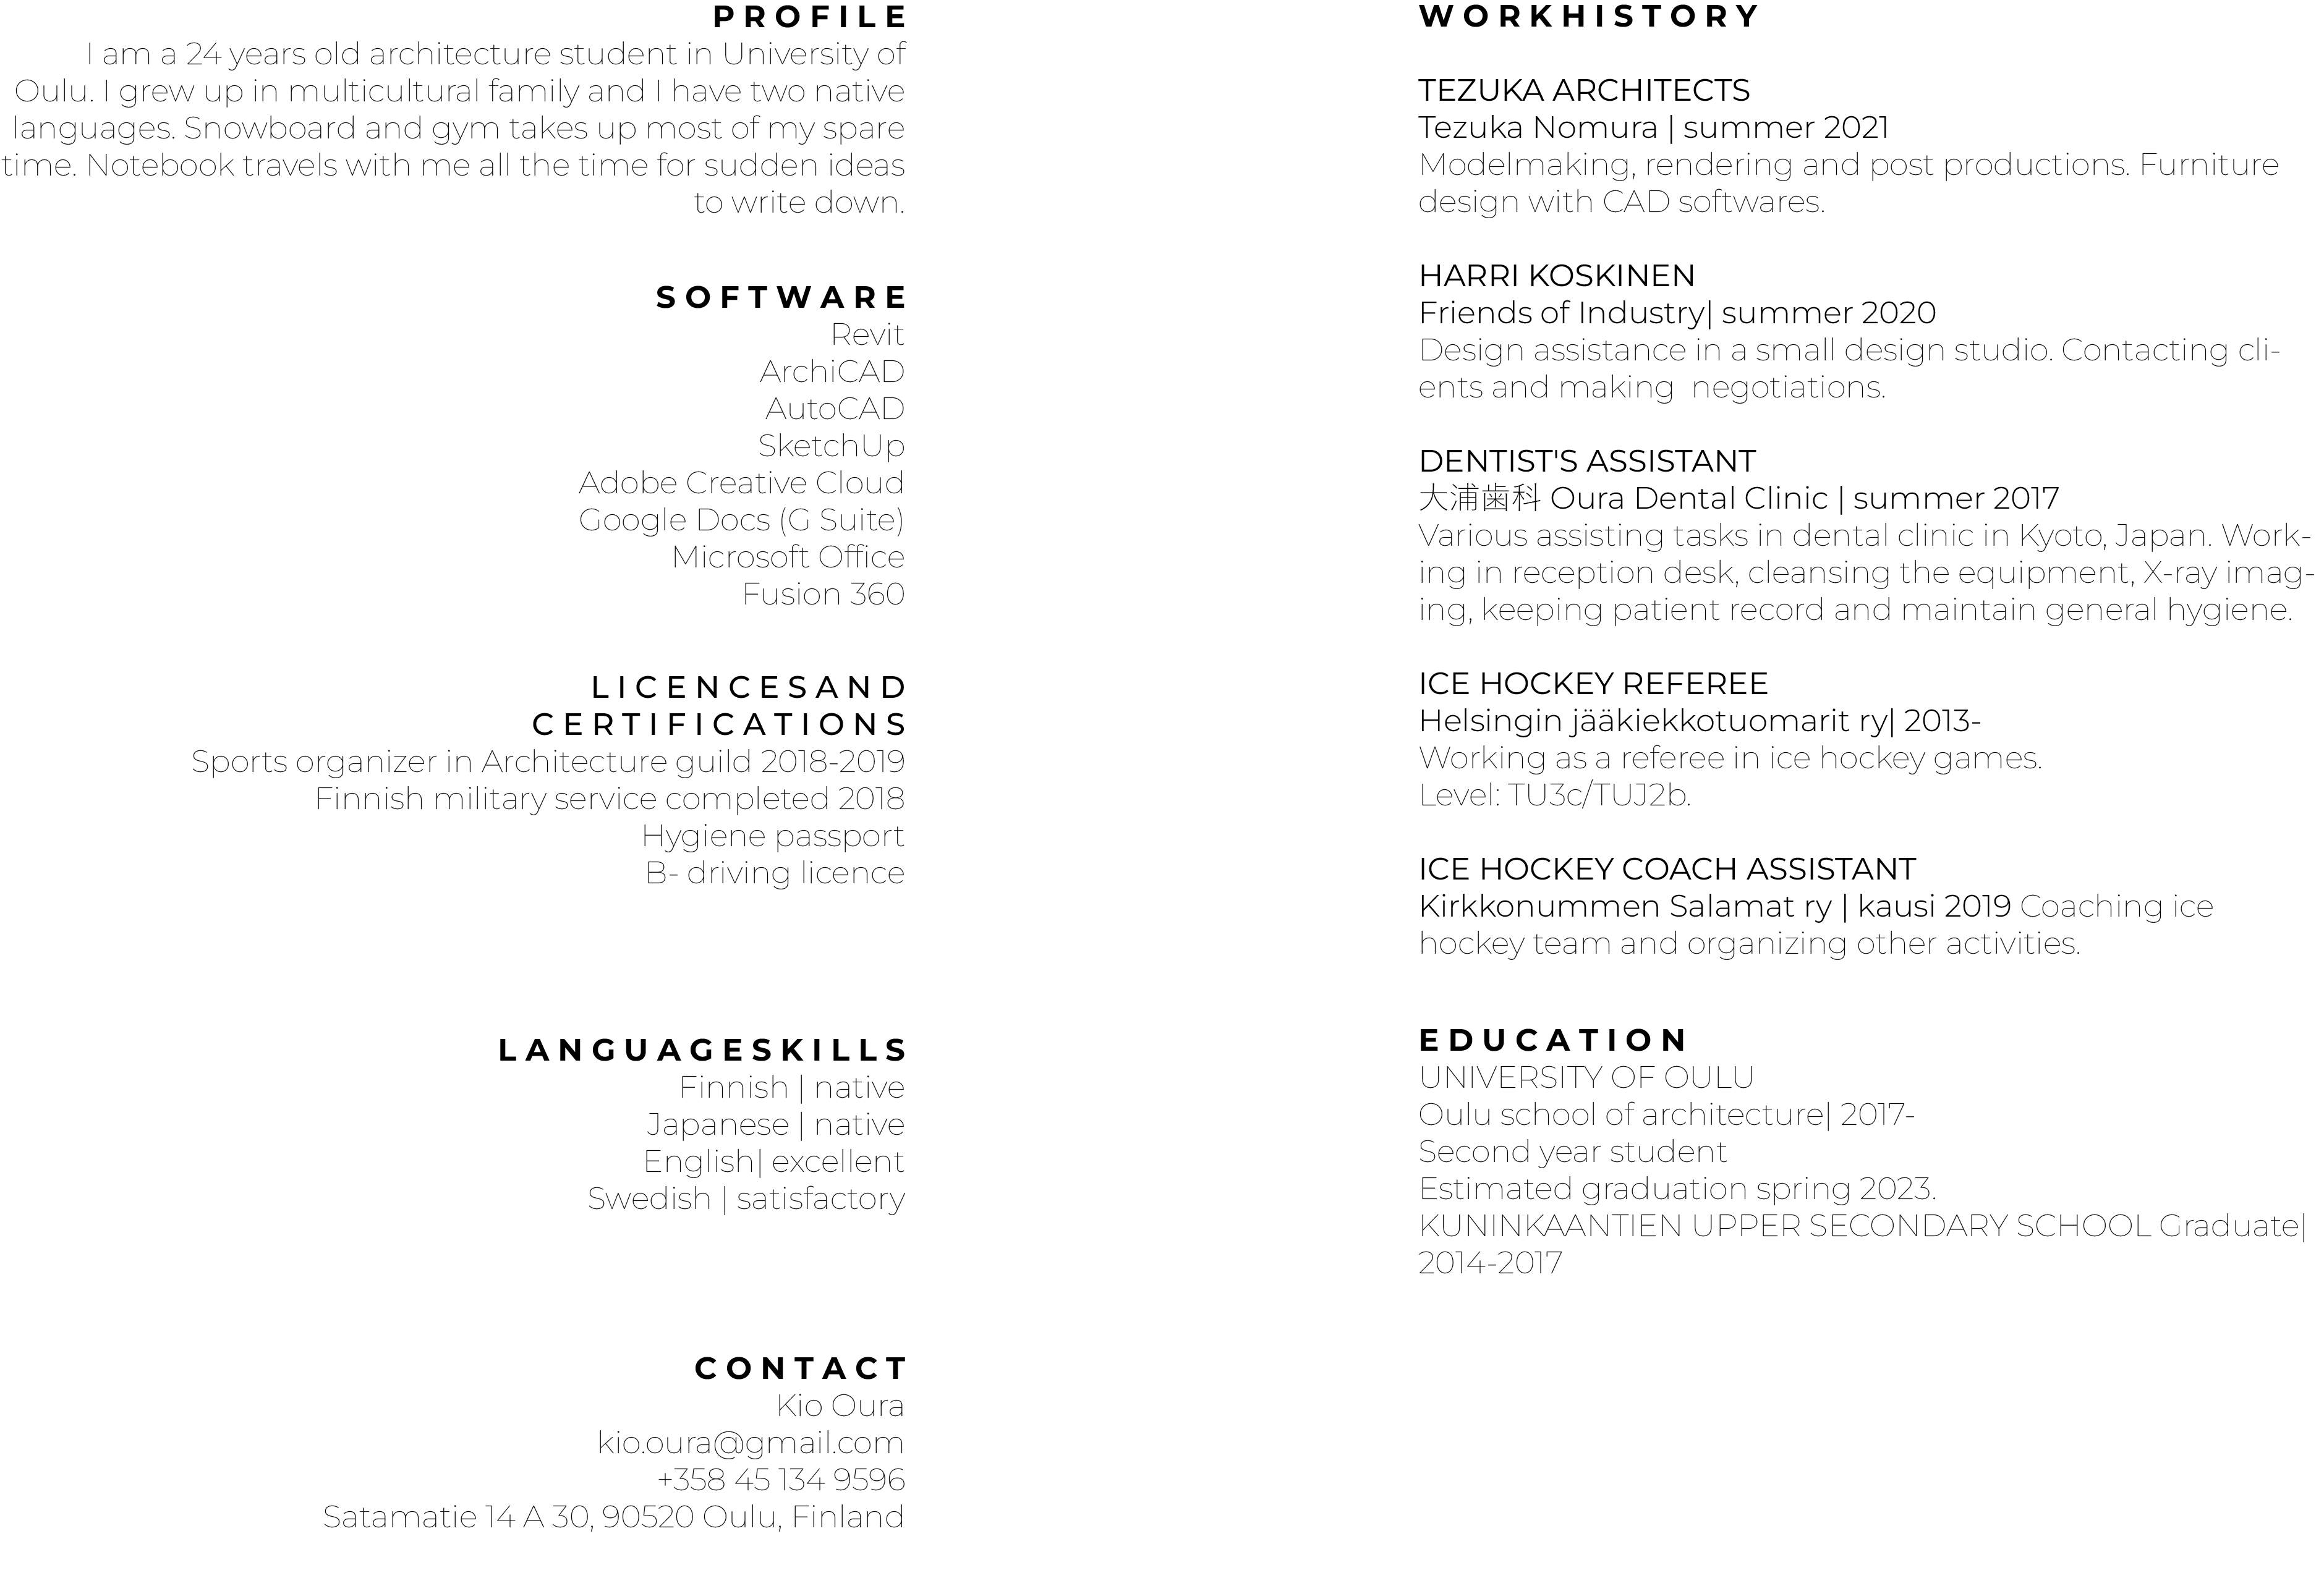 PROFILE
I am a 24 years old architecture student in University of
Oulu. I grew up in multicultural family and I have two native
languages. Snowboard and gym takes up most of my spare
time. Notebook travels with me all the time for sudden ideas
to write down.
SOFTWARE
Revit
ArchiCAD
AutoCAD
SketchUp
Adobe Creative Cloud
Google Docs (G Suite)
Microsoft Office
Fusion 360
LICENCESAND
CERTIFICATIONS
Sports organizer in Architecture guild 2018-2019
Finnish military service completed 2018
Hygiene passport
B- driving licence
LANGUAGESKILLS
Finnish | native
Japanese | native
English| excellent
Swedish | satisfactory
CONTACT
Kio Oura
kio.oura@gmail.com
+358 45 134 9596
Satamatie 14 A 30, 90520 Oulu, Finland
WORKHISTORY
TEZUKA ARCHITECTS
Tezuka Nomura | summer 2021
Modelmaking, rendering and post productions. Furniture
design with CAD softwares.
HARRI KOSKINEN
Friends of Industry| summer 2020
Design assistance in a small design studio. Contacting cli-
ents and making  negotiations.
DENTIST'S ASSISTANT
大浦歯科 Oura Dental Clinic | summer 2017
Various assisting tasks in dental clinic in Kyoto, Japan. Work-
ing in reception desk, cleansing the equipment, X-ray imag-
ing, keeping patient record and maintain general hygiene.
ICE HOCKEY REFEREE
Helsingin jääkiekkotuomarit ry| 2013-
Working as a referee in ice hockey games.
Level: TU3c/TUJ2b.
ICE HOCKEY COACH ASSISTANT
Kirkkonummen Salamat ry | kausi 2019 Coaching ice
hockey team and organizing other activities.
EDUCATION
UNIVERSITY OF OULU
Oulu school of architecture| 2017-
Second year student
Estimated graduation spring 2023.
KUNINKAANTIEN UPPER SECONDARY SCHOOL Graduate|
2014-2017